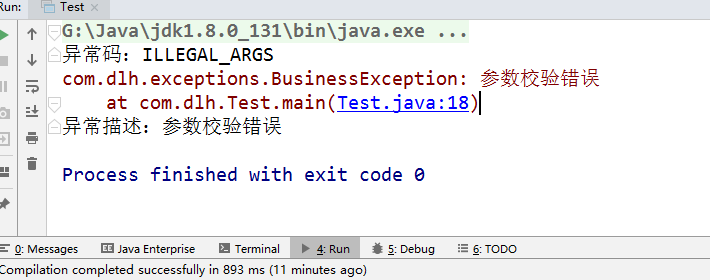 Run: Test
G:\Java\jdk1.8.0_131\bin\java.exe ...
异常码：ILLEGAL_ARGS
com.dlh.exceptions.BusinessException: 参数校验错误
at com.dlh.Test.main(Test.java:18)
异常描述：参数校验错误
Process finished with exit code 0
0: Messages Java Enterprise Terminal 4: Run 5: Debug 6: TODO
Compilation completed successfully in 893 ms (11 minutes ago)